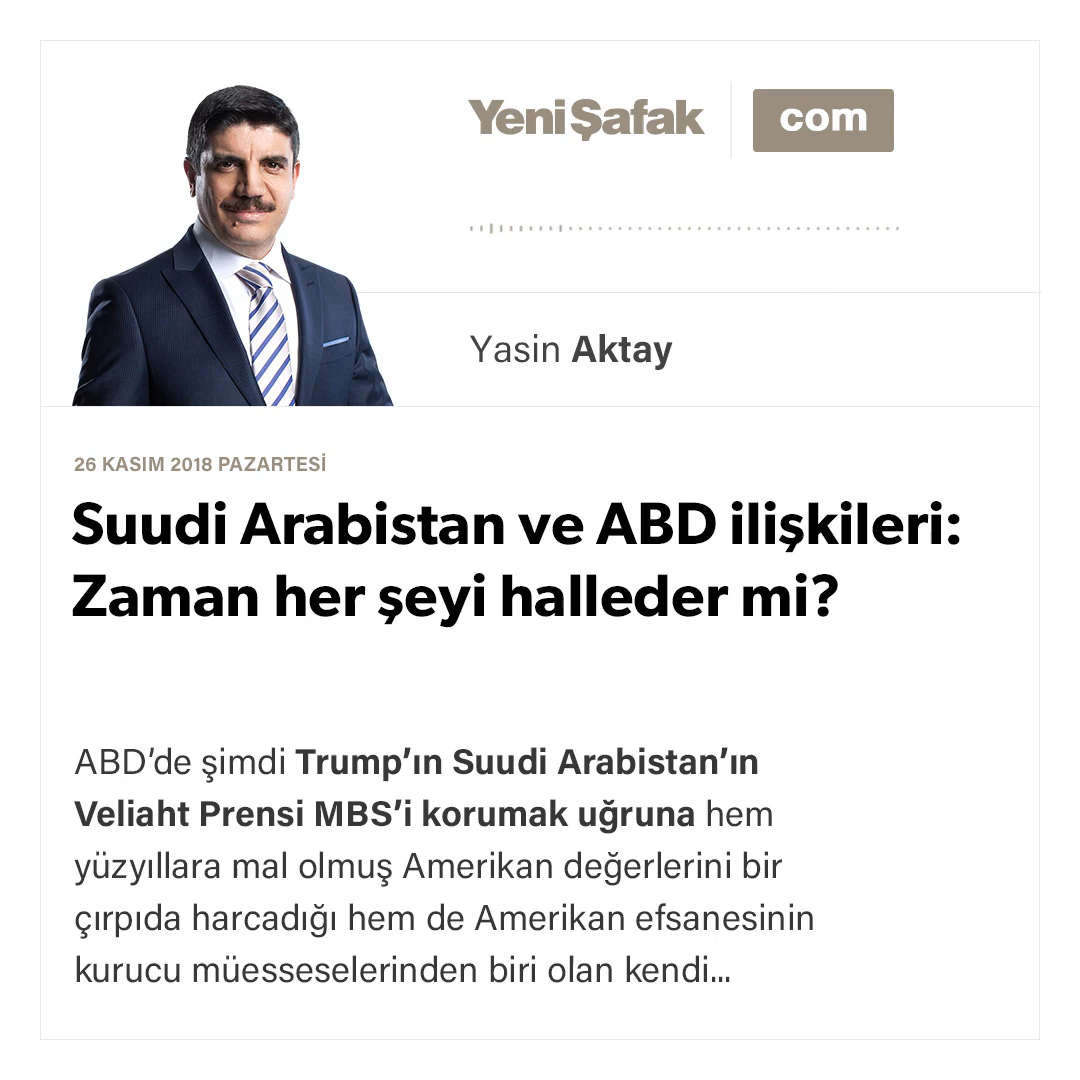 YeniŞafak com
Yasin Aktay
26 KASIM 2018 PAZARTESİ
Suudi Arabistan ve ABD ilişkileri:
Zaman her şeyi halleder mi?
ABD’de şimdi Trump’ın Suudi Arabistan’ın
Veliaht Prensi MBS’i korumak uğruna hem
yüzyıllara mal olmuş Amerikan değerlerini bir
çırpıda harcadığı hem de Amerikan efsanesinin
kurucu müesseselerinden biri olan kendi...